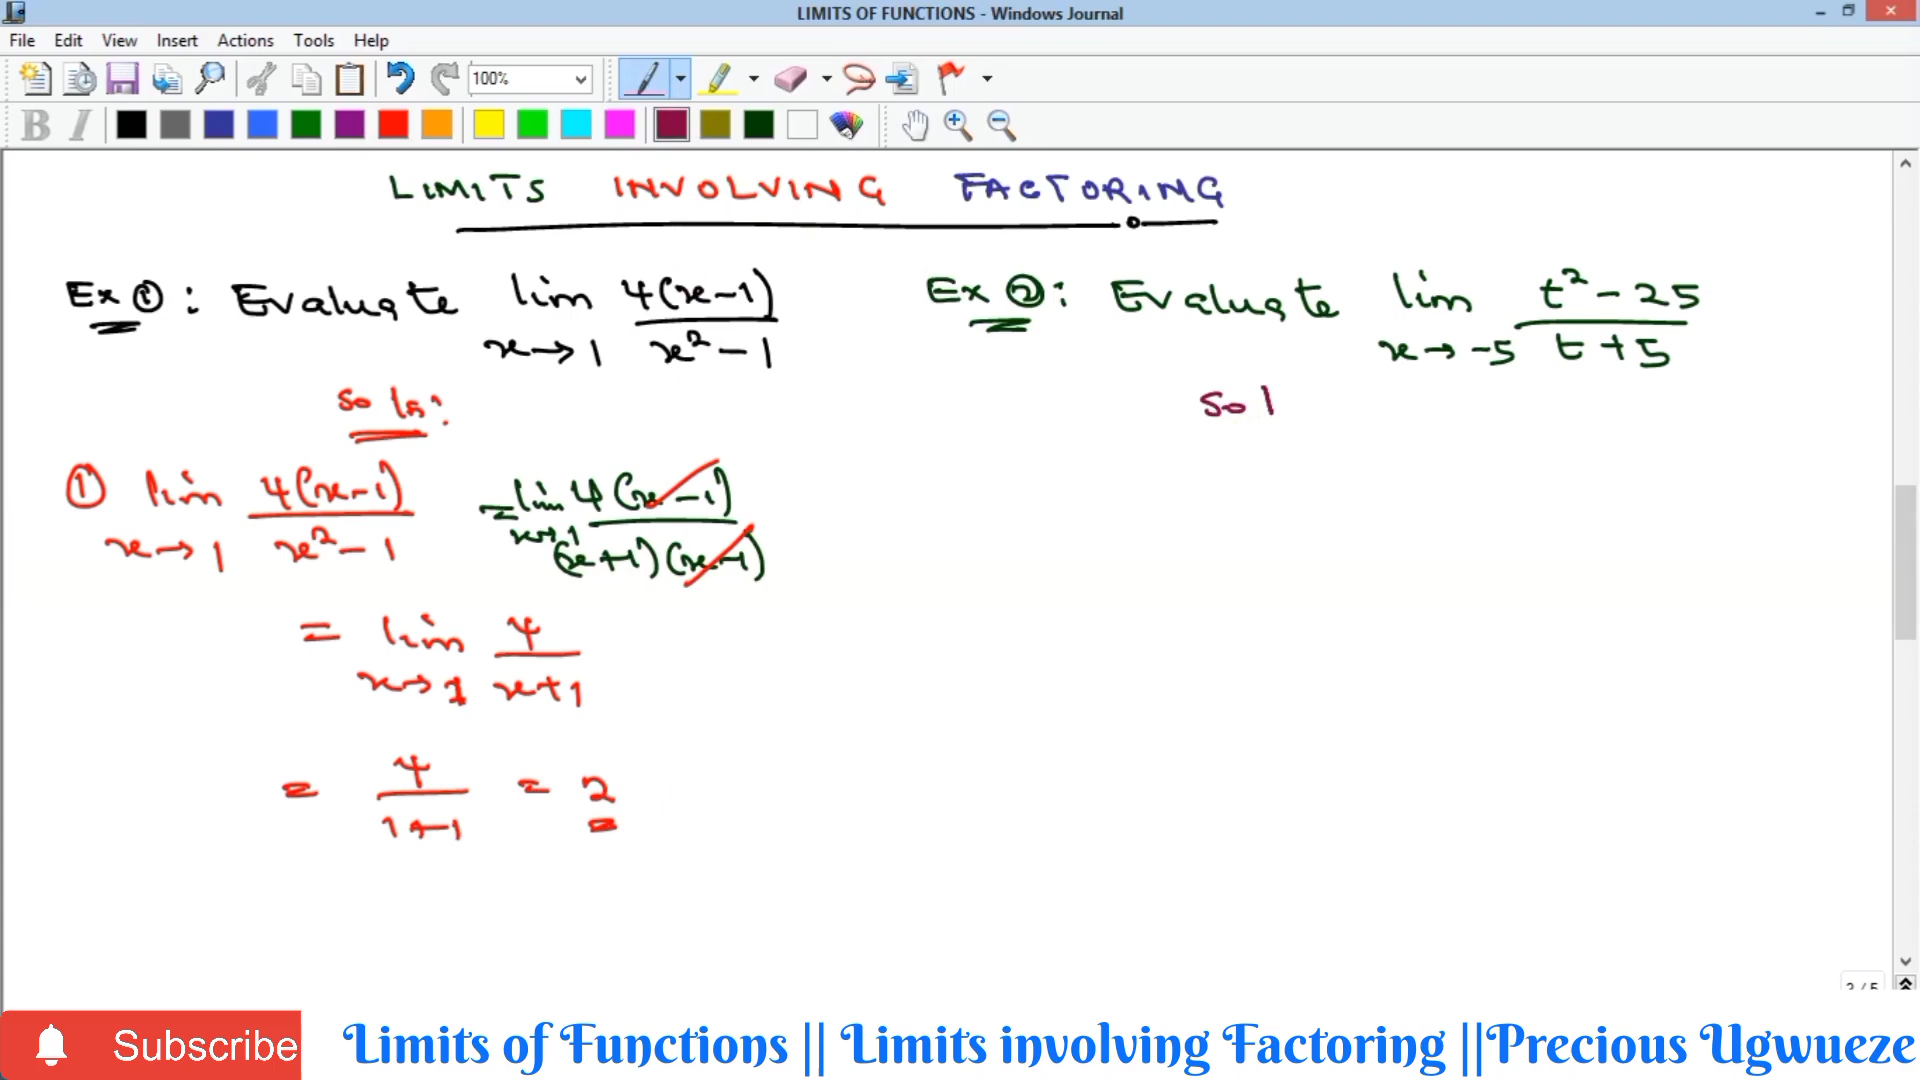 LIMITS OF FUNCTIONS - Windows Journal
File Edit View Insert Actions Tools Help
100%
B I
LIMITS INVOLVING FACTORING
Ex ①: Evaluate lim 4(x-1)
x→1 x²-1
Soln:
① lim 4(x-1)
x→1 x²-1
= lim 4(x-1)
x→1 (x+1)(x-1)
= lim 4
x→1 x+1
= 4 = 2
1+1
Ex ②: Evaluate lim t²-25
x→-5 t+5
Sol
Subscribe
Limits of Functions || Limits involving Factoring ||Precious Ugwueze